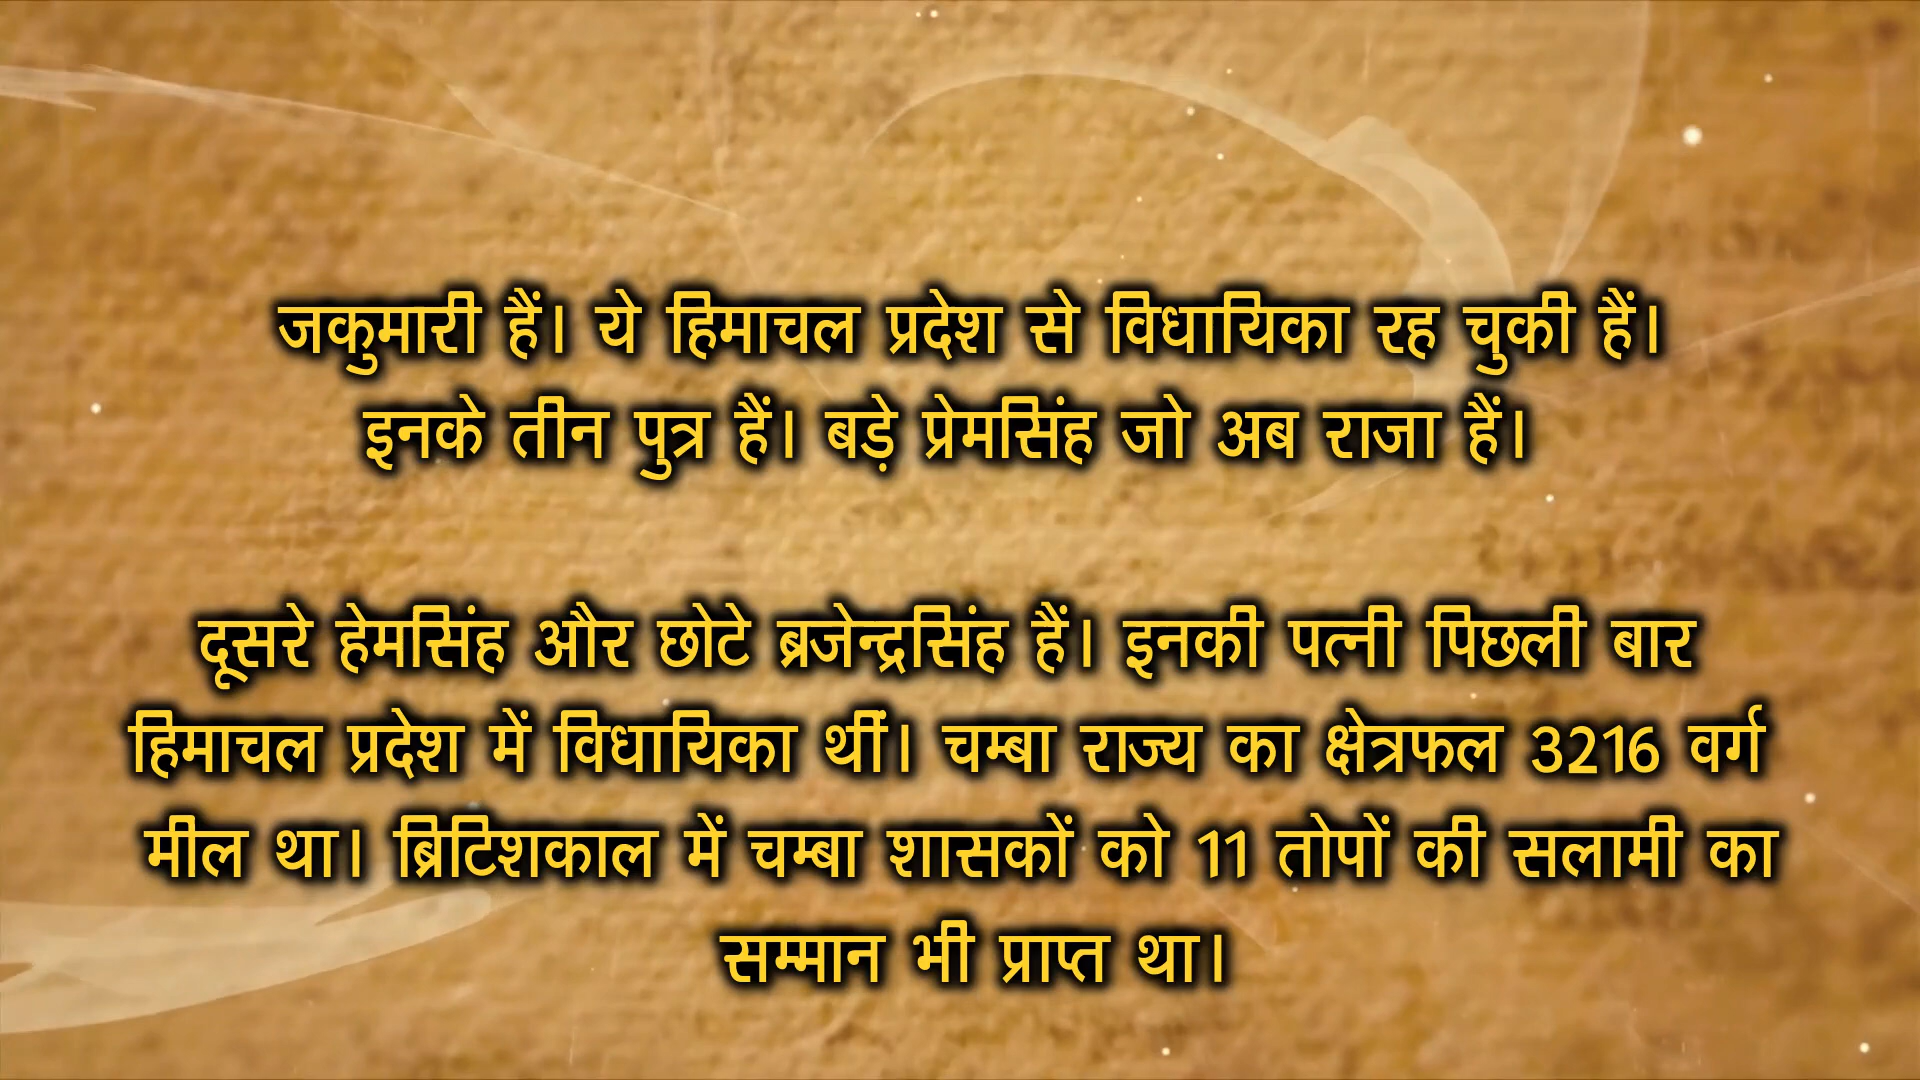 जकुमारी हैं। ये हिमाचल प्रदेश से विधायिका रह चुकी हैं।
इनके तीन पुत्र हैं। बड़े प्रेमसिंह जो अब राजा हैं।
दूसरे हेमसिंह और छोटे ब्रजेन्द्रसिंह हैं। इनकी पत्नी पिछली बार
हिमाचल प्रदेश में विधायिका थीं। चम्बा राज्य का क्षेत्रफल 3216 वर्ग
मील था। ब्रिटिशकाल में चम्बा शासकों को 11 तोपों की सलामी का
सम्मान भी प्राप्त था।